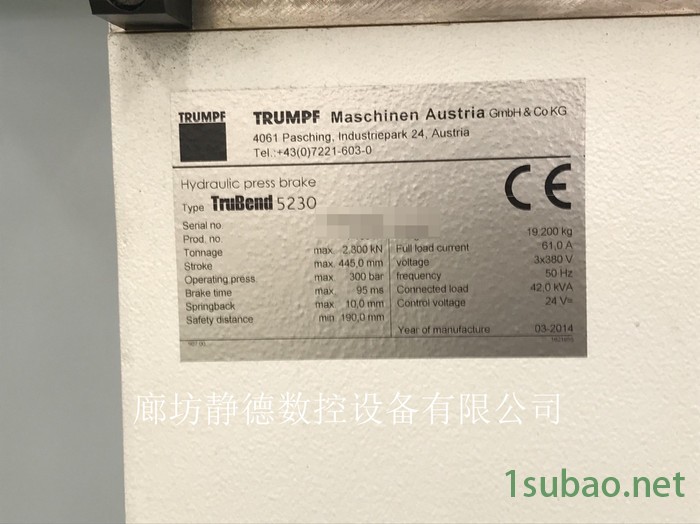 TRUMPF
TRUMPF Maschinen Austria GmbH & Co KG
4061 Pasching, Industriepark 24, Austria
Tel.:+43(0)7221-603-0
Hydraulic press brake
Type TruBend 5230
CE
Serial no.
Prod. no. 19 200 kg
Tonnage max. 2.300 kN Full load current 61,0 A
Stroke max. 445,0 mm voltage 3x380 V
Operating press max. 300 bar frequency 50 Hz
Brake time max. 95 ms Connected load 42,0 kVA
Springback max. 10,0 mm Control voltage 24 V=
Safety distance min. 190,0 mm
Year of manufacture 03-2014
廊坊静德数控设备有限公司
1subao.net